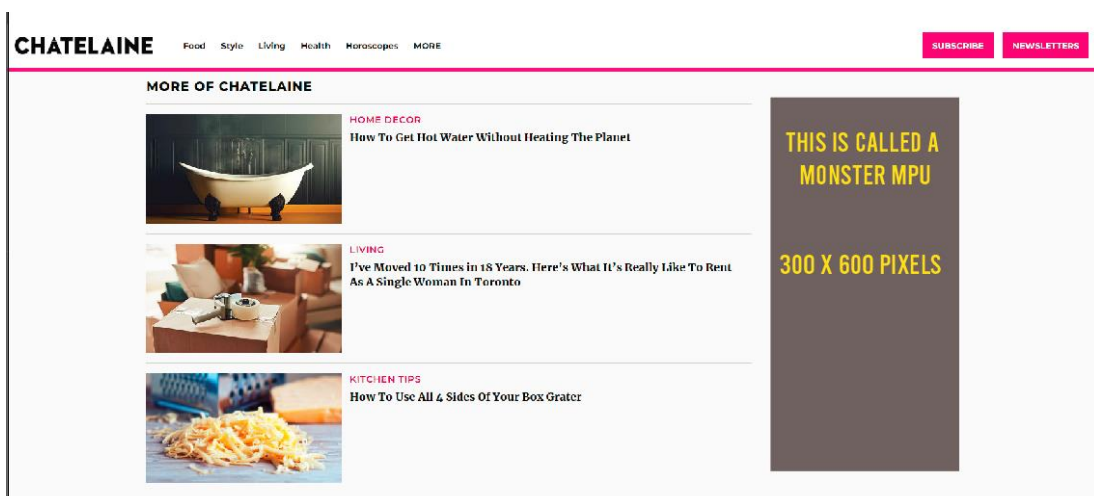 CHATELAINE
Food Style Living Health Horoscopes MORE
SUBSCRIBE
NEWSLETTERS
MORE OF CHATELAINE
HOME DECOR
How To Get Hot Water Without Heating The Planet
LIVING
I've Moved 10 Times in 18 Years. Here's What It's Really Like To Rent
As A Single Woman In Toronto
KITCHEN TIPS
How To Use All 4 Sides Of Your Box Grater
THIS IS CALLED A
MONSTER MPU
300 X 600 PIXELS